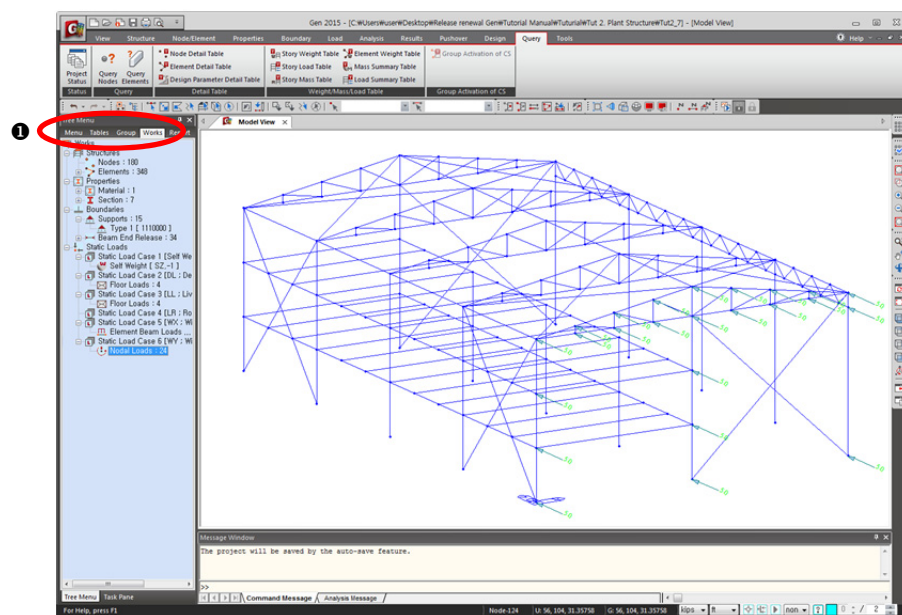 Gen 2015 - [C:₩Users₩user₩Desktop₩Release renewal Gen₩Tutorial Manual₩Tuturial₩Tut 2. Plant Structure₩Tut2_7] - [Model View]
View Structure Node/Element Properties Boundary Load Analysis Results Pushover Design Query Tools Help
Project Status
Query Nodes
Query Elements
Node Detail Table
Element Detail Table
Design Parameter Detail Table
Story Weight Table
Story Load Table
Story Mass Table
Element Weight Table
Mass Summary Table
Load Summary Table
Group Activation of CS
Status Query Detail Table Weight/Mass/Load Table Group Activation of CS
❶
Tree Menu
Menu Tables Group Works
Works
Structures
Nodes : 180
Elements : 348
Properties
Material : 1
Section : 7
Boundaries
Supports : 15
Type 1 [ 1110000 ]
Beam End Release : 34
Static Loads
Static Load Case 1 [Self We
Self Weight [ SZ,-1 ]
Static Load Case 2 [DL ; De
Floor Loads : 4
Static Load Case 3 [LL ; Liv
Floor Loads : 4
Static Load Case 4 [LR ; Ro
Static Load Case 5 [WX ; Wi
Element Beam Loads ...
Static Load Case 6 [WY ; Wi
Nodal Loads : 24
Model View
Message Window
The project will be saved by the auto-save feature.
>>
Command Message Analysis Message
Tree Menu Task Pane
For Help, press F1
Node-124 U: 56, 104, 31.35758 G: 56, 104, 31.35758 kips ft non 0 : / 2